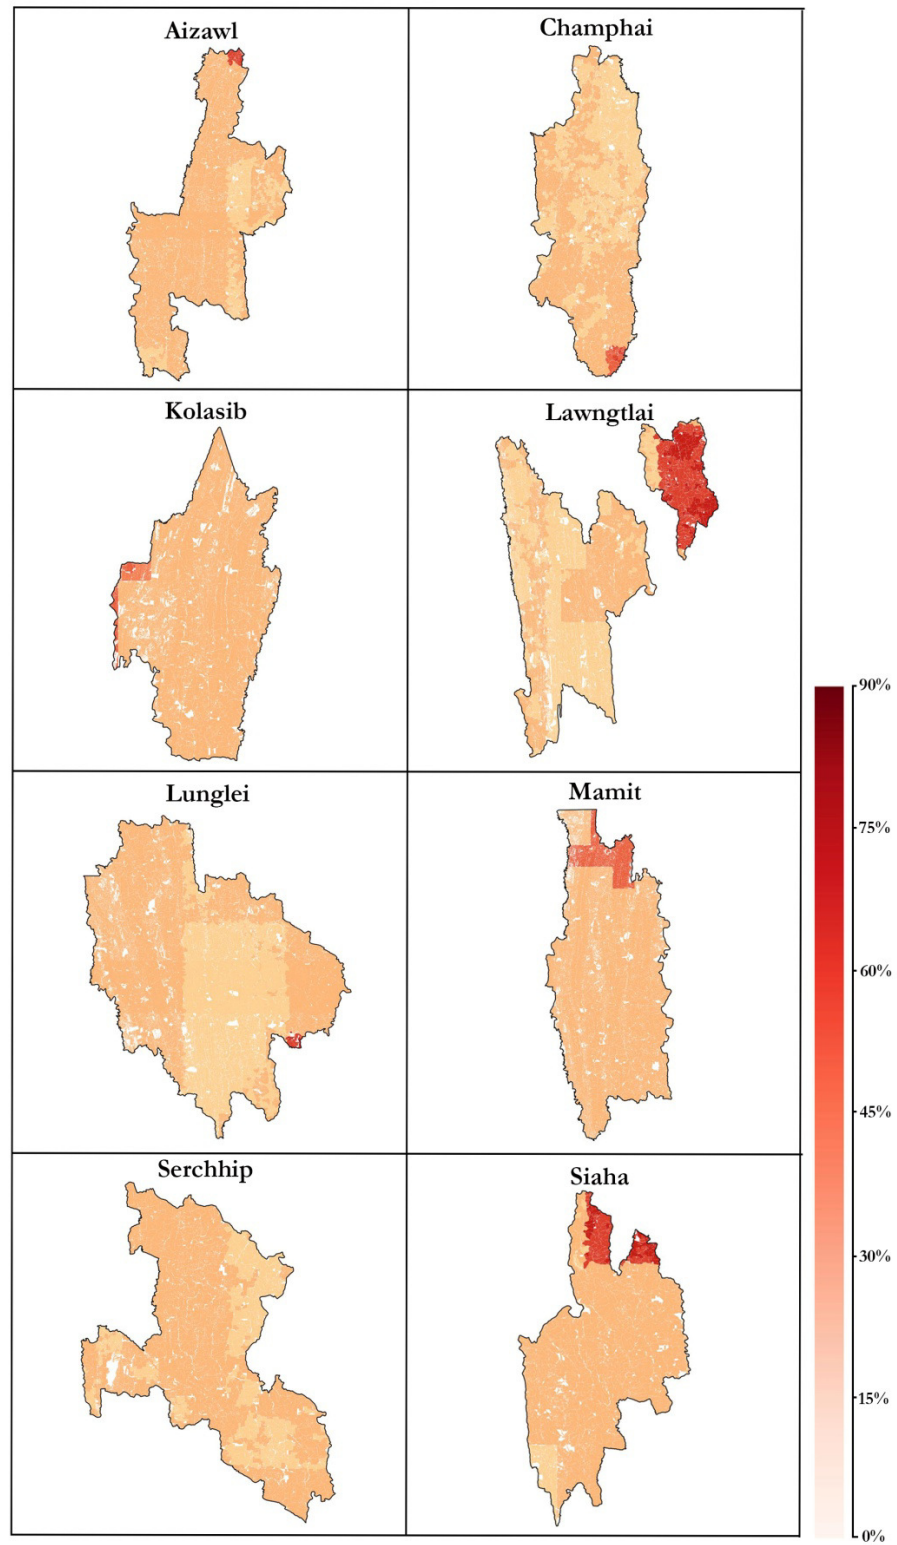 Aizawl
Champhai
Kolasib
Lawngtlai
Lunglei
Mamit
Serchhip
Siaha
90%
75%
60%
45%
30%
15%
0%